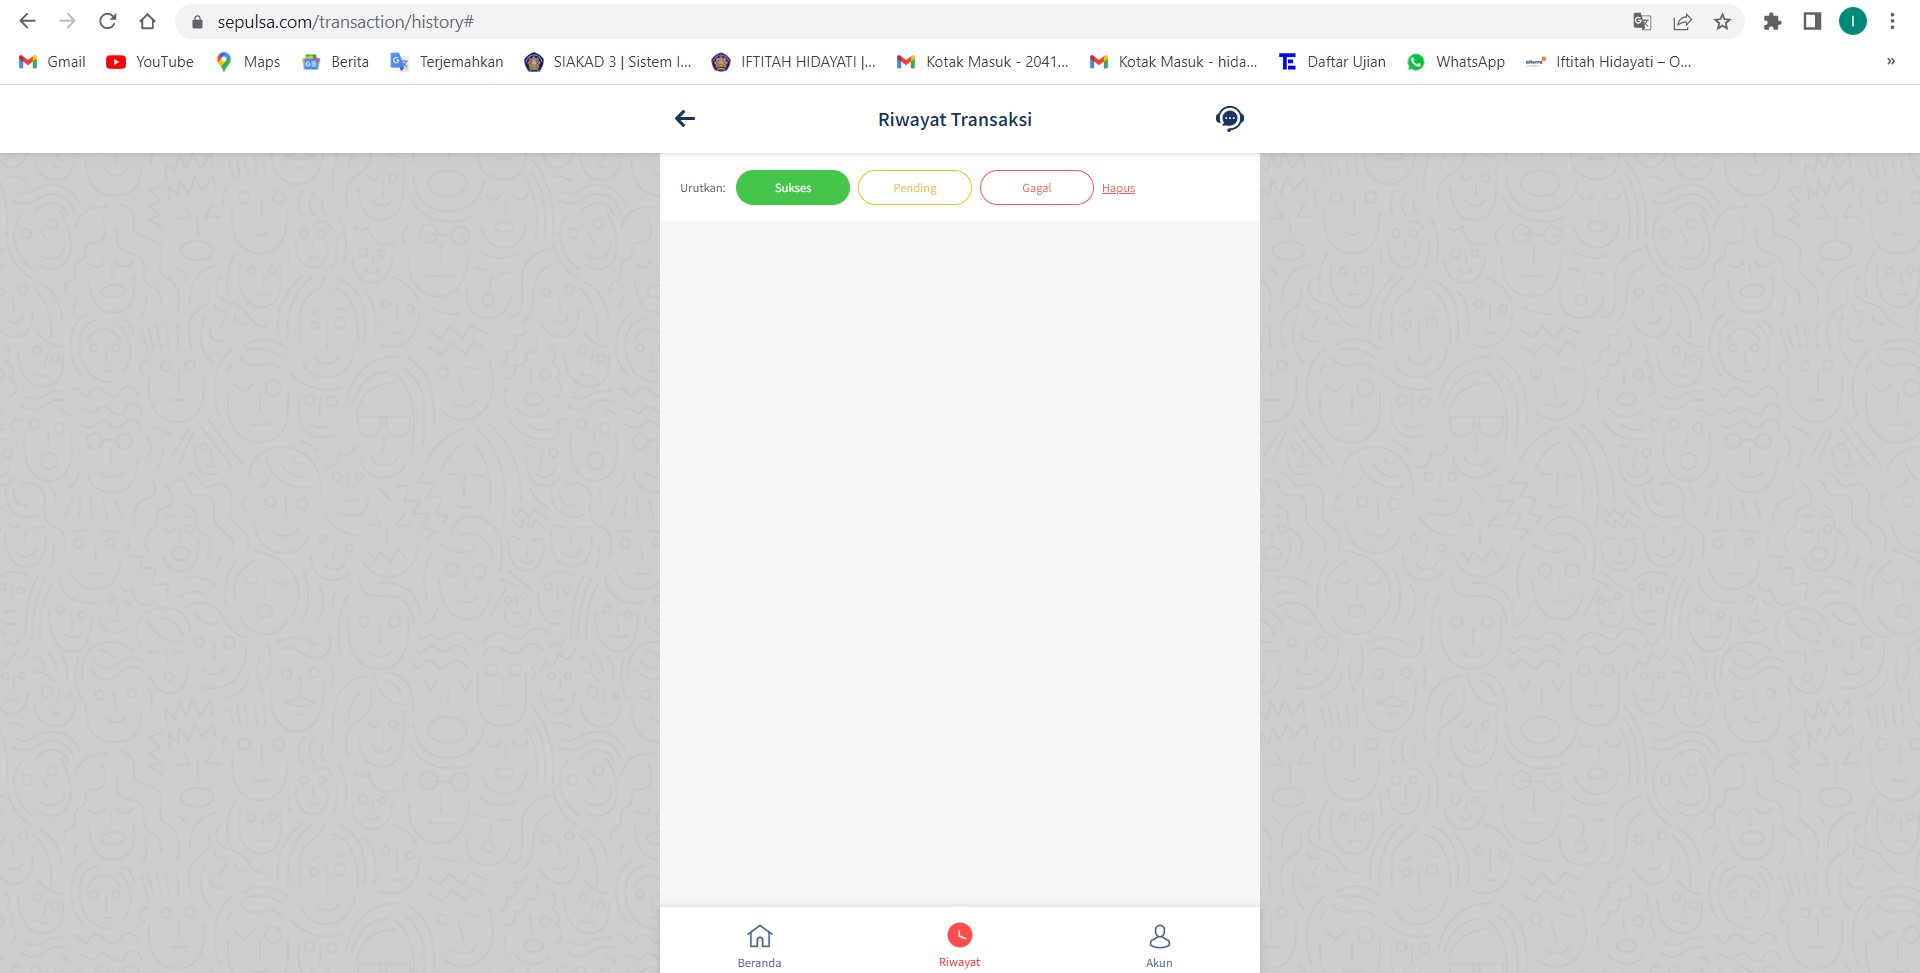 sepulsa.com/transaction/history#
Gmail YouTube Maps Berita Terjemahkan SIAKAD 3 | Sistem I... IFTITAH HIDAYATI |... Kotak Masuk - 2041... Kotak Masuk - hida... Daftar Ujian WhatsApp Iftitah Hidayati – O... »
Riwayat Transaksi
Urutkan: Sukses Pending Gagal Hapus
Beranda Riwayat Akun